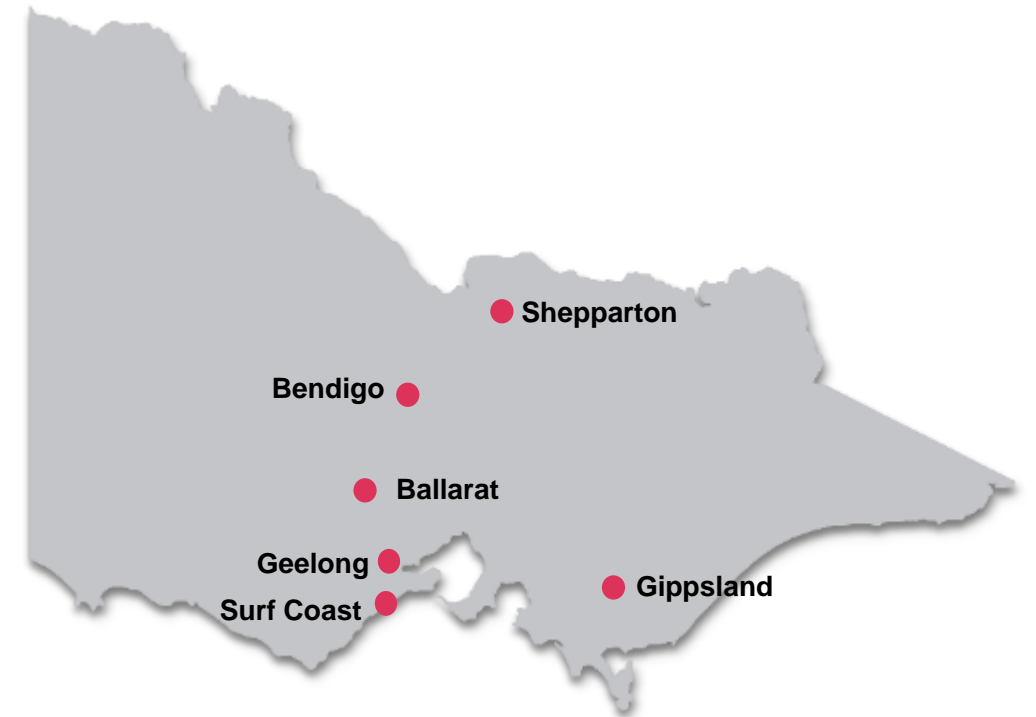 Shepparton
Bendigo
Ballarat
Geelong
Gippsland
Surf Coast